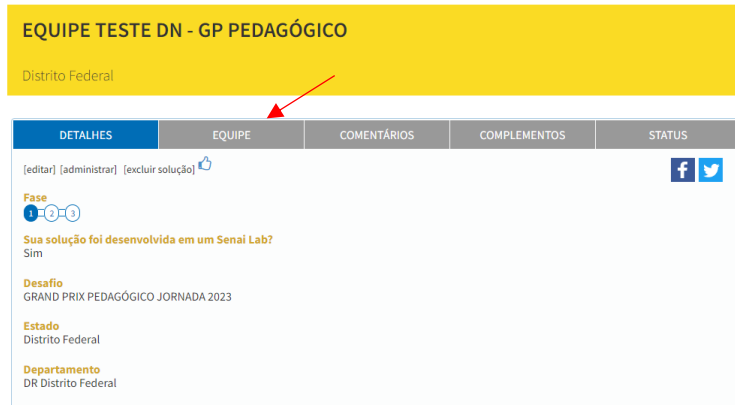 EQUIPE TESTE DN - GP PEDAGÓGICO
Distrito Federal
DETALHES EQUIPE COMENTÁRIOS COMPLEMENTOS STATUS
[editar] [administrar] [excluir solução]
Fase
1 2 3
Sua solução foi desenvolvida em um Senai Lab?
Sim
Desafio
GRAND PRIX PEDAGÓGICO JORNADA 2023
Estado
Distrito Federal
Departamento
DR Distrito Federal